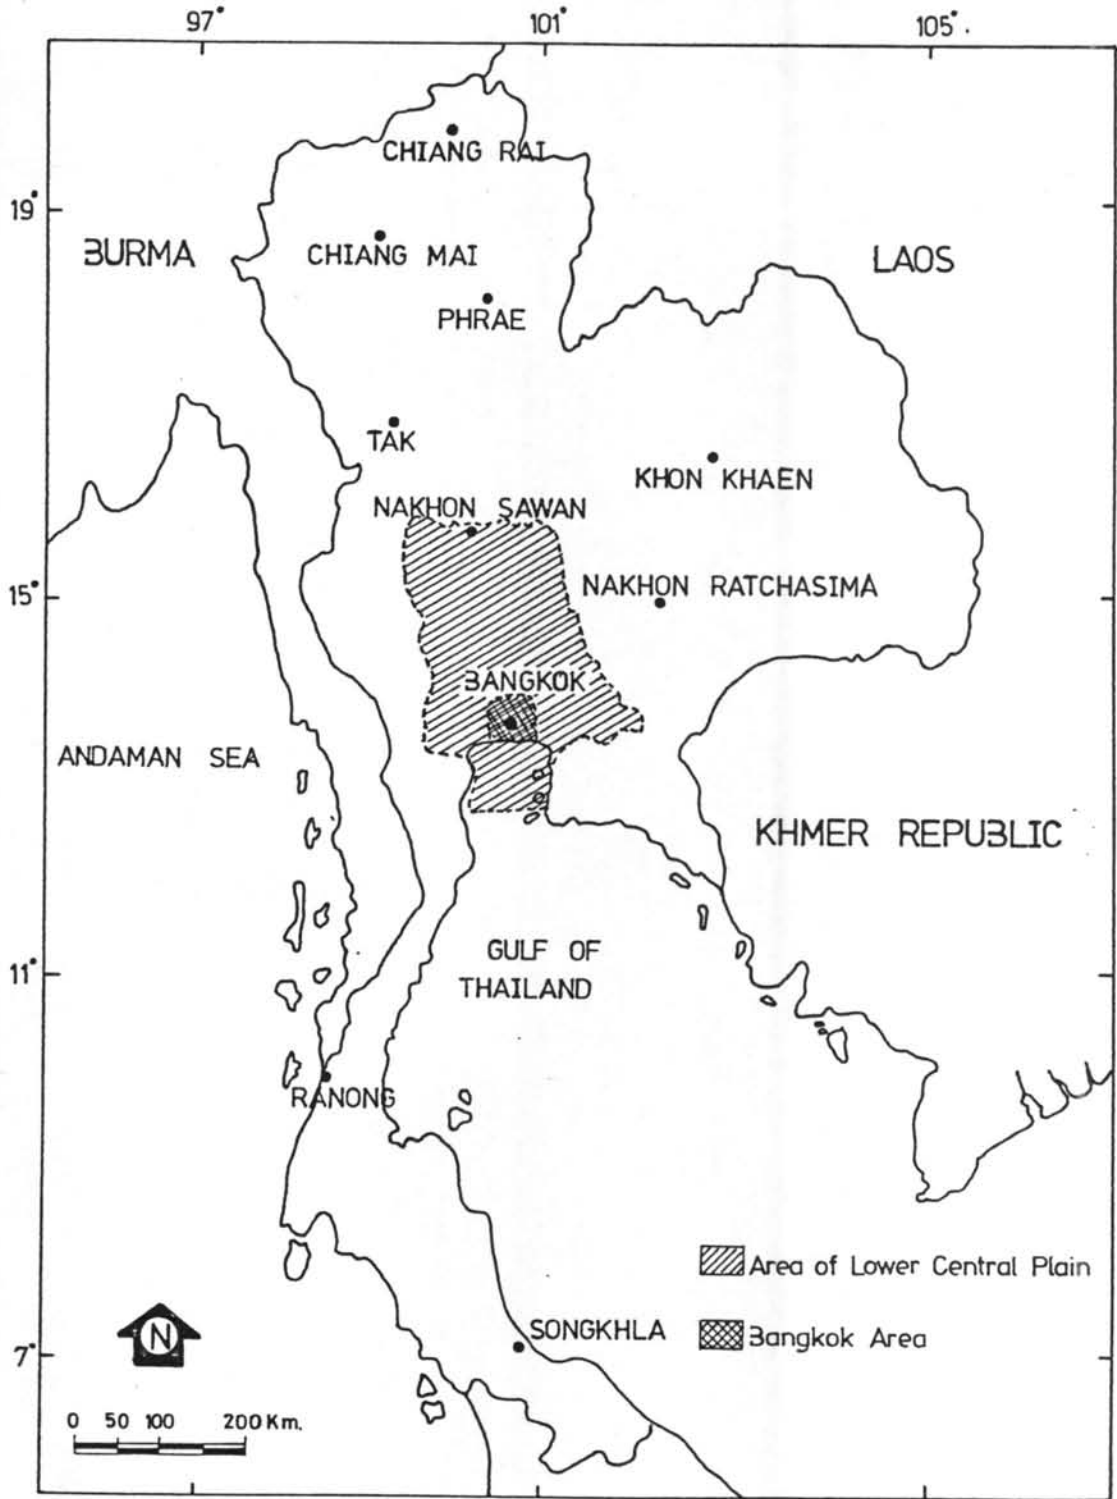 97° 101° 105°
CHIANG RAI
19°
BURMA
CHIANG MAI
LAOS
PHRAE
TAK
KHON KHAEN
NAKHON SAWAN
15°
NAKHON RATCHASIMA
BANGKOK
ANDAMAN SEA
KHMER REPUBLIC
GULF OF
THAILAND
11°
RANONG
Area of Lower Central Plain
N
SONGKHLA
Bangkok Area
7°
0 50 100 200 Km.